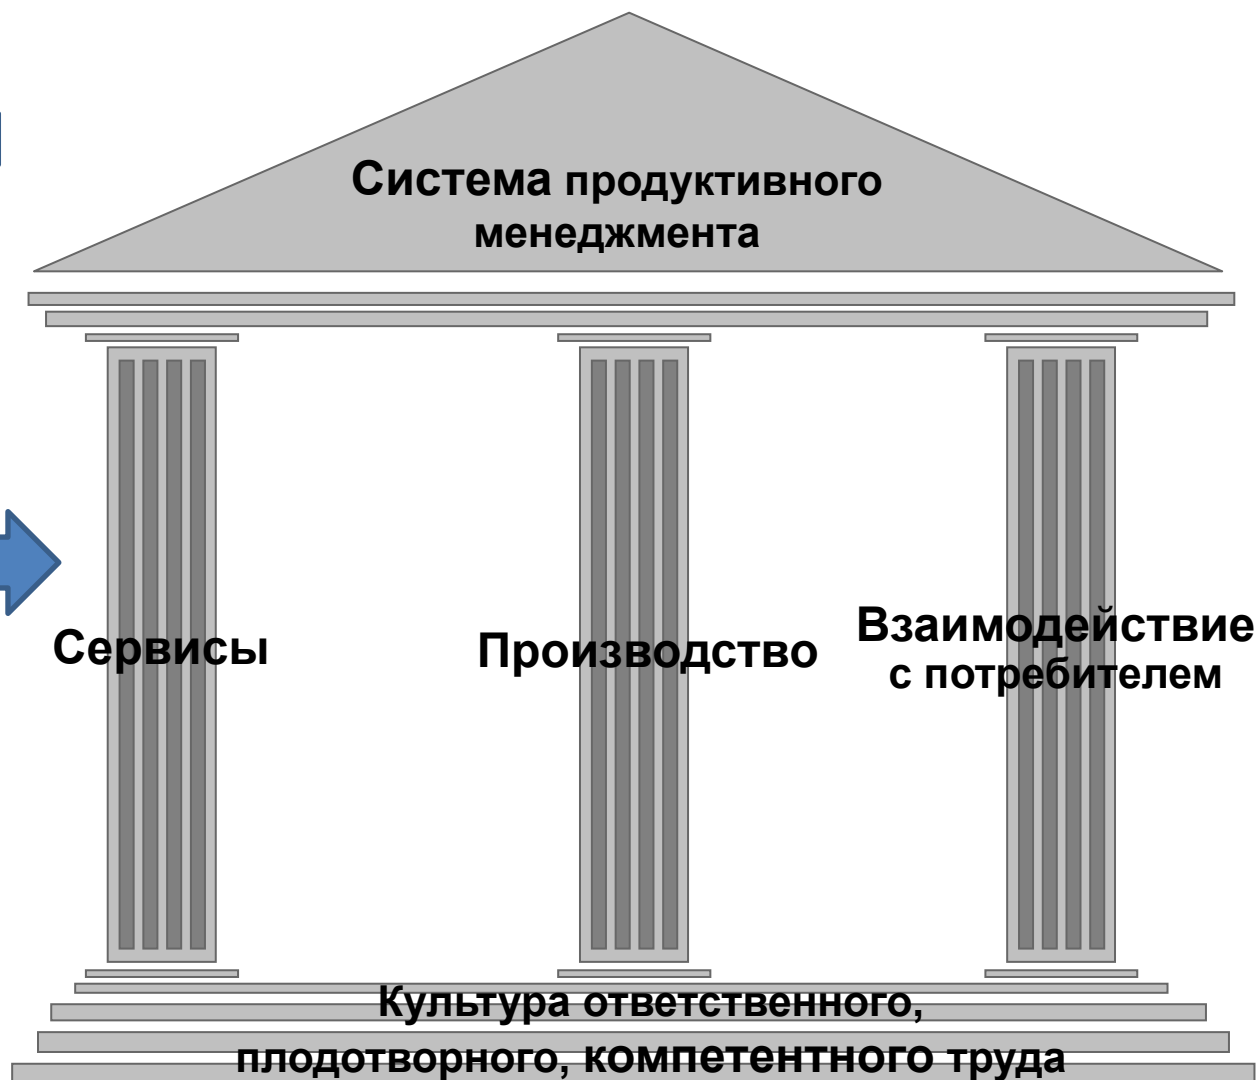 Система продуктивного
менеджмента
Сервисы
Производство
Взаимодействие
с потребителем
Культура ответственного,
плодотворного, компетентного труда